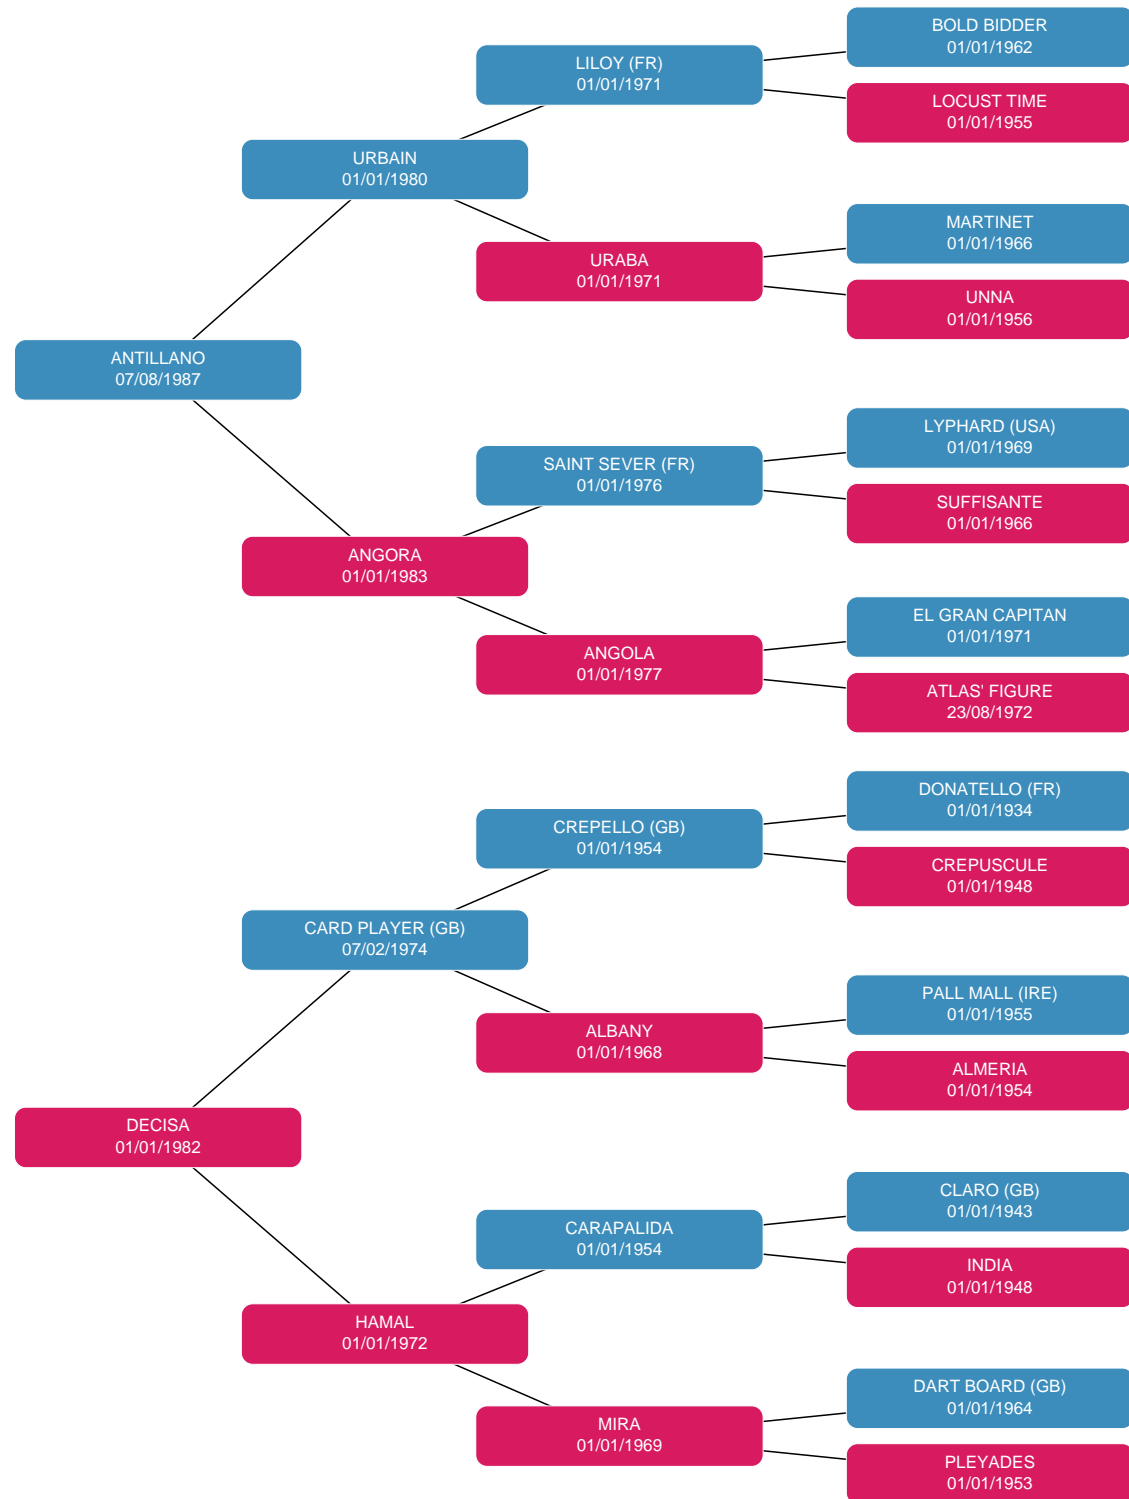 BOLD BIDDER
01/01/1962
LILOY (FR)
01/01/1971
LOCUST TIME
01/01/1955
URBAIN
01/01/1980
MARTINET
01/01/1966
URABA
01/01/1971
UNNA
01/01/1956
ANTILLANO
07/08/1987
LYPHARD (USA)
01/01/1969
SAINT SEVER (FR)
01/01/1976
SUFFISANTE
01/01/1966
ANGORA
01/01/1983
EL GRAN CAPITAN
01/01/1971
ANGOLA
01/01/1977
ATLAS' FIGURE
23/08/1972
DONATELLO (FR)
01/01/1934
CREPELLO (GB)
01/01/1954
CREPUSCULE
01/01/1948
CARD PLAYER (GB)
07/02/1974
PALL MALL (IRE)
01/01/1955
ALBANY
01/01/1968
ALMERIA
01/01/1954
DECISA
01/01/1982
CLARO (GB)
01/01/1943
CARAPALIDA
01/01/1954
INDIA
01/01/1948
HAMAL
01/01/1972
DART BOARD (GB)
01/01/1964
MIRA
01/01/1969
PLEYADES
01/01/1953